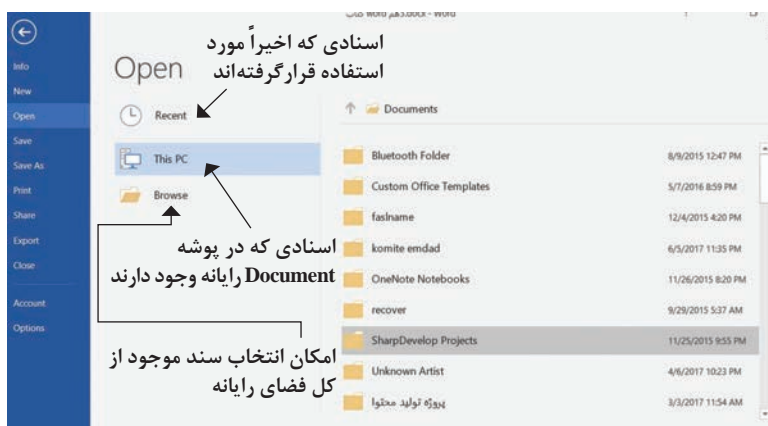 کتاب word دهم.docx - Word
Info
New
Open
Save
Save As
Print
Share
Export
Close
Account
Options
Open
اسنادی که اخیراً مورد
استفاده قرارگرفته‌اند
Recent
This PC
Browse
اسنادی که در پوشه
Document رایانه وجود دارند
امکان انتخاب سند موجود از
کل فضای رایانه
Documents
Bluetooth Folder 8/9/2015 12:47 PM
Custom Office Templates 5/7/2016 8:59 PM
faslname 12/4/2015 4:20 PM
komite emdad 6/5/2017 11:35 PM
OneNote Notebooks 11/26/2015 8:20 PM
recover 9/29/2015 5:37 AM
SharpDevelop Projects 11/25/2015 9:55 PM
Unknown Artist 4/6/2017 10:23 PM
پروژه تولید محتوا 3/3/2017 11:54 AM